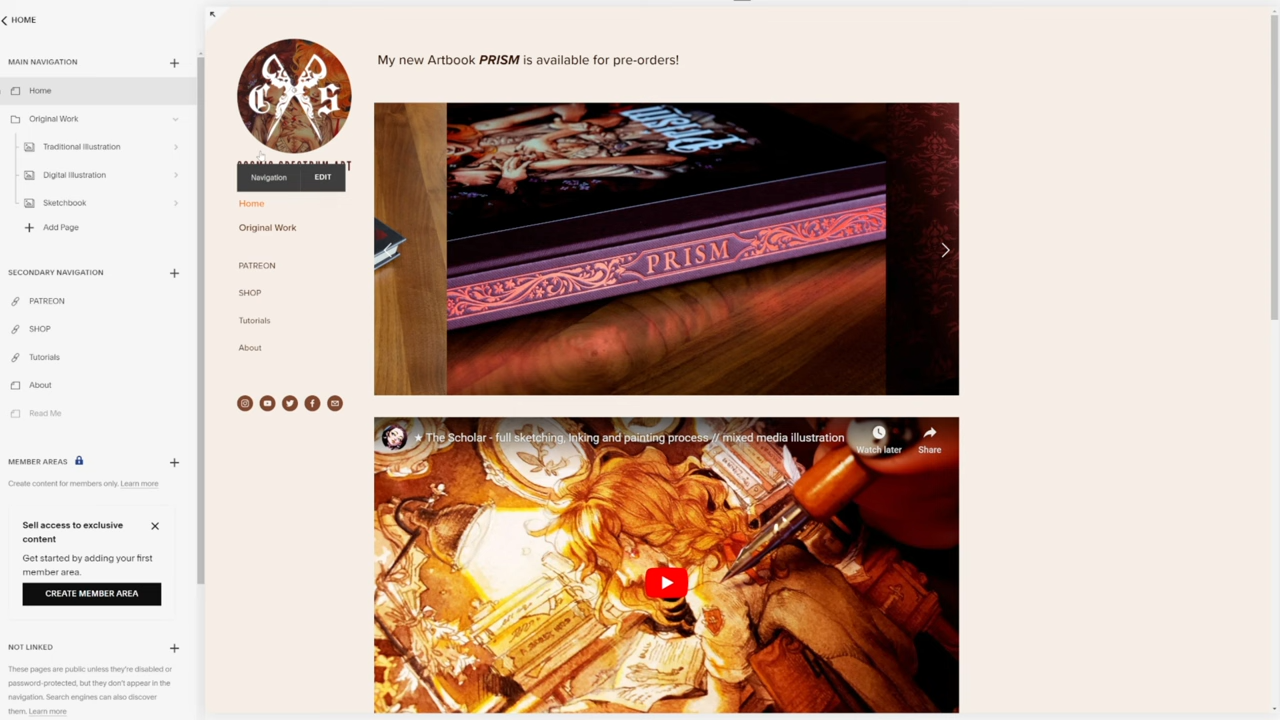 HOME
MAIN NAVIGATION
Home
Original Work
Traditional Illustration
Digital Illustration
Sketchbook
Add Page
SECONDARY NAVIGATION
PATREON
SHOP
Tutorials
About
Read Me
MEMBER AREAS
Create content for members only. Learn more
Sell access to exclusive
content
Get started by adding your first
member area.
CREATE MEMBER AREA
NOT LINKED
These pages are public unless they're disabled or
password-protected, but they don't appear in the
navigation. Search engines can also discover
them. Learn more
C S
COSMIC SPECTRUM ART
Navigation EDIT
Home
Original Work
PATREON
SHOP
Tutorials
About
My new Artbook PRISM is available for pre-orders!
PRISM
★ The Scholar - full sketching, Inking and painting process // mixed media illustration
Watch later
Share